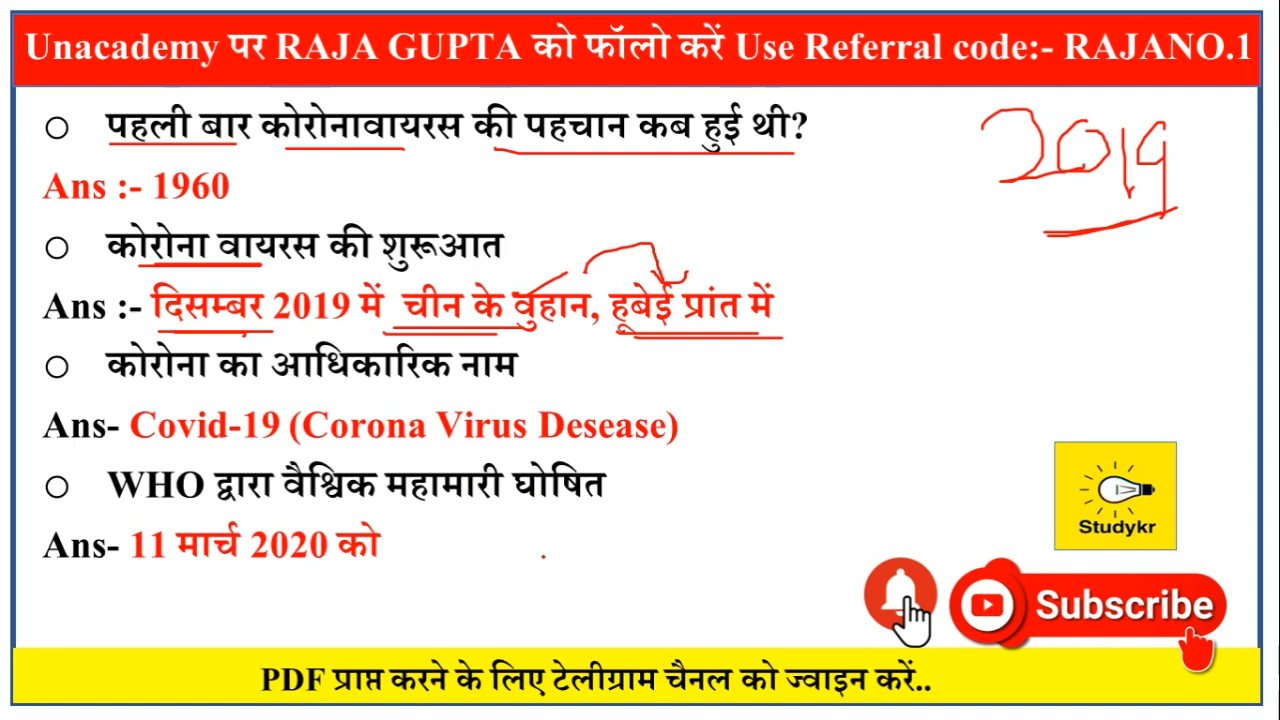 Unacademy पर RAJA GUPTA को फॉलो करें Use Referral code:- RAJANO.1
पहली बार कोरोनावायरस की पहचान कब हुई थी?
2019
Ans :- 1960
कोरोना वायरस की शुरूआत
Ans :- दिसम्बर 2019 में चीन के वुहान, हूबेई प्रांत में
कोरोना का आधिकारिक नाम
Ans- Covid-19 (Corona Virus Desease)
WHO द्वारा वैश्विक महामारी घोषित
Ans- 11 मार्च 2020 को
Studykr
Subscribe
PDF प्राप्त करने के लिए टेलीग्राम चैनल को ज्वाइन करें..